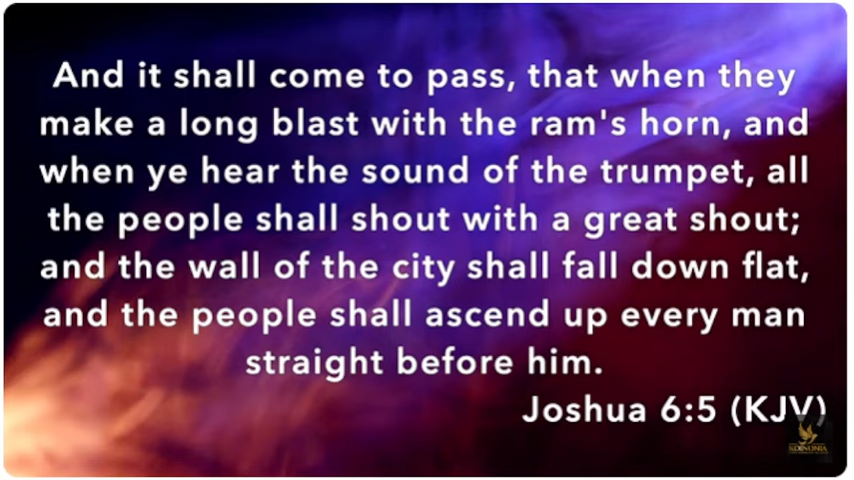 And it shall come to pass, that when they
make a long blast with the ram's horn, and
when ye hear the sound of the trumpet, all
the people shall shout with a great shout;
and the wall of the city shall fall down flat,
and the people shall ascend up every man
straight before him.
Joshua 6:5 (KJV)
KOINONIA